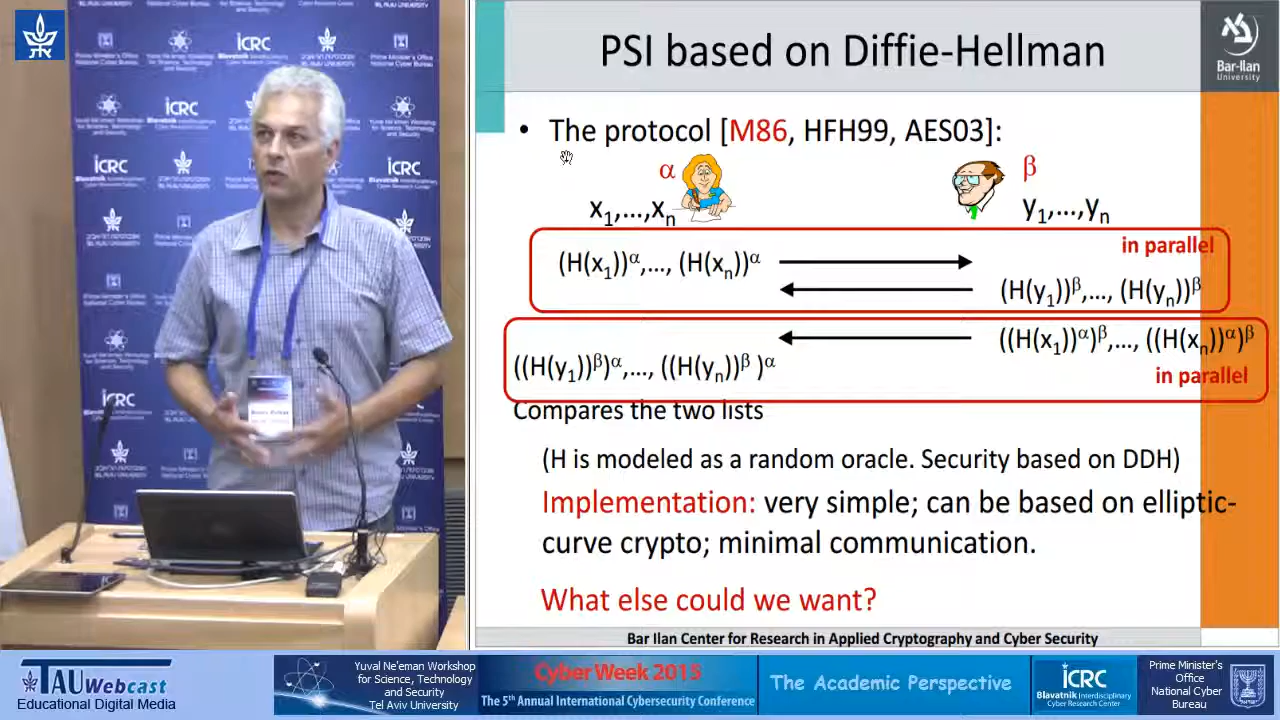 PSI based on Diffie-Hellman
Bar-Ilan
University
• The protocol [M86, HFH99, AES03]:
α
β
x₁,...,xₙ
y₁,...,yₙ
in parallel
(H(x₁))^α,..., (H(xₙ))^α
(H(y₁))^β,..., (H(yₙ))^β
((H(x₁))^α)^β,..., ((H(xₙ))^α)^β
((H(y₁))^β)^α,..., ((H(yₙ))^β )^α
in parallel
Compares the two lists
(H is modeled as a random oracle. Security based on DDH)
Implementation: very simple; can be based on elliptic-
curve crypto; minimal communication.
What else could we want?
Bar Ilan Center for Research in Applied Cryptography and Cyber Security
TAU Webcast
Educational Digital Media
Yuval Ne'eman Workshop
for Science, Technology
and Security
Tel Aviv University
Cyber Week 2015
The 5th Annual International Cybersecurity Conference
The Academic Perspective
iCRC
Blavatnik Interdisciplinary
Cyber Research Center
Prime Minister's
Office
National Cyber
Bureau